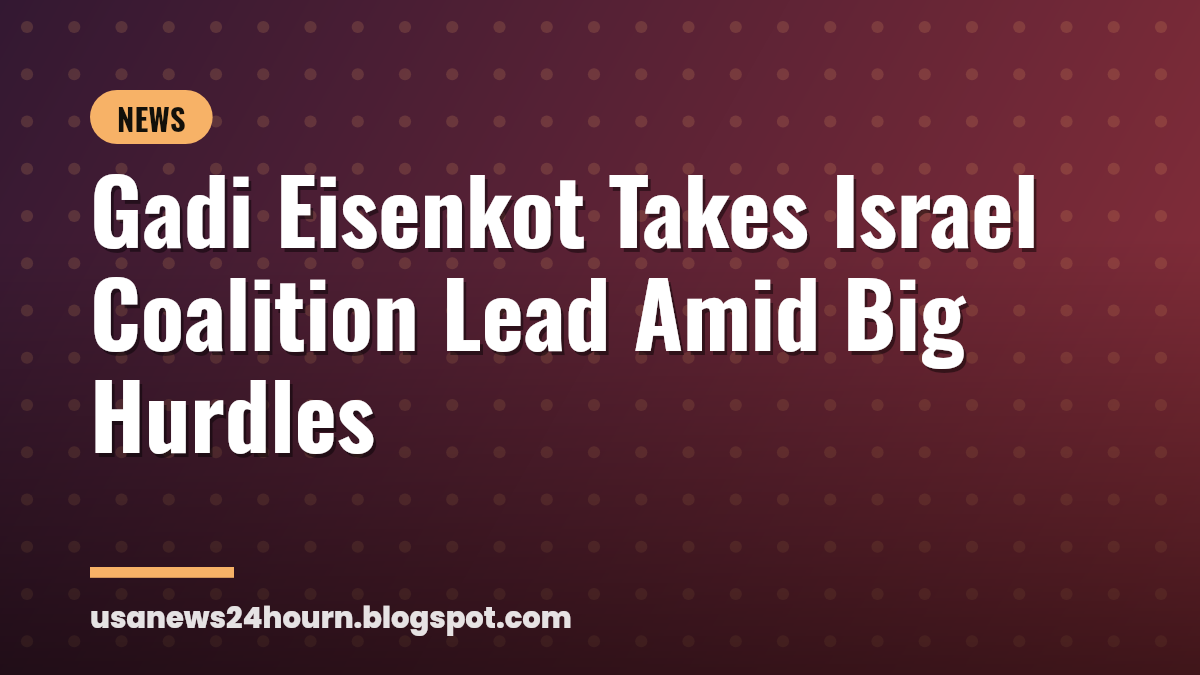 NEWS
Gadi Eisenkot Takes Israel
Coalition Lead Amid Big
Hurdles
usanews24hourn.blogspot.com